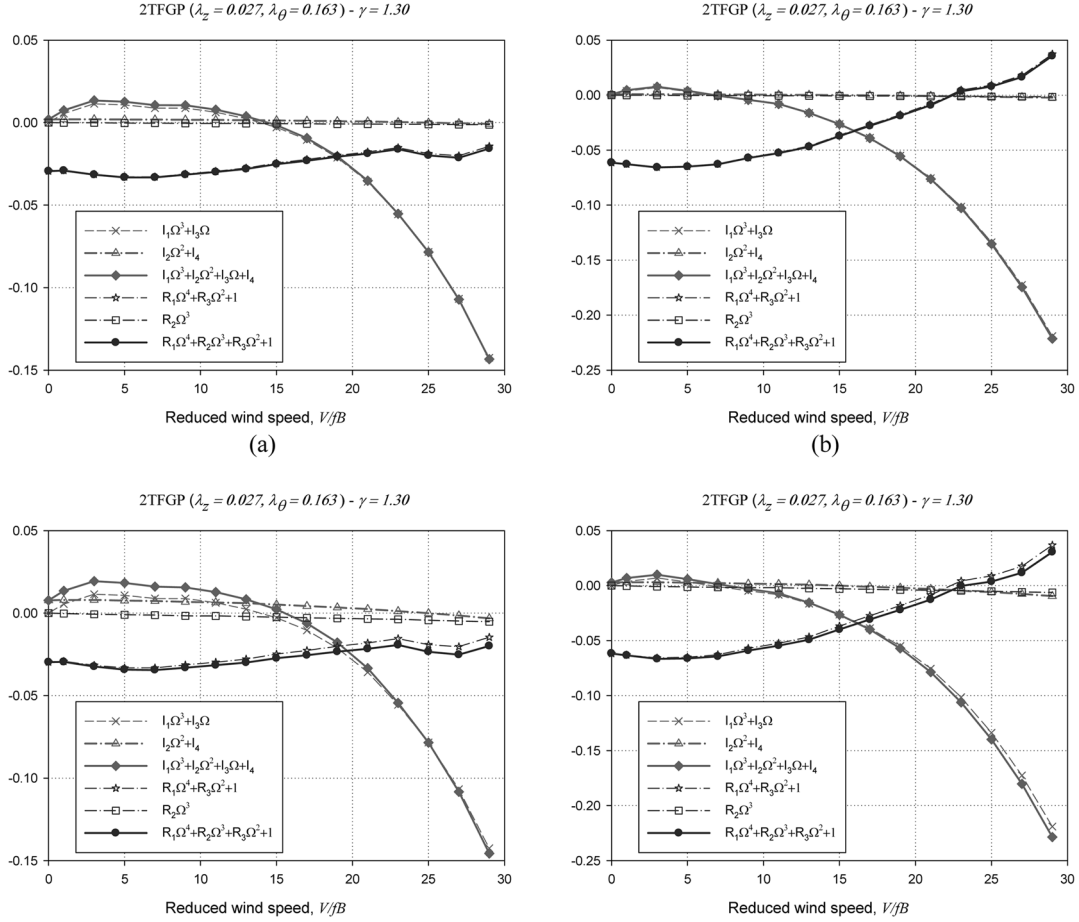 2TFGP (λz = 0.027, λθ = 0.163) - γ = 1.30
0.05
0.00
-0.05
-0.10
-0.15
I₁Ω³+I₃Ω
I₂Ω²+I₄
I₁Ω³+I₂Ω²+I₃Ω+I₄
R₁Ω⁴+R₃Ω²+1
R₂Ω³
R₁Ω⁴+R₂Ω³+R₃Ω²+1
0 5 10 15 20 25 30
Reduced wind speed, V/fB
(a)
2TFGP (λz = 0.027, λθ = 0.163) - γ = 1.30
0.05
0.00
-0.05
-0.10
-0.15
-0.20
-0.25
I₁Ω³+I₃Ω
I₂Ω²+I₄
I₁Ω³+I₂Ω²+I₃Ω+I₄
R₁Ω⁴+R₃Ω²+1
R₂Ω³
R₁Ω⁴+R₂Ω³+R₃Ω²+1
0 5 10 15 20 25 30
Reduced wind speed, V/fB
(b)
2TFGP (λz = 0.027, λθ = 0.163) - γ = 1.30
0.05
0.00
-0.05
-0.10
-0.15
I₁Ω³+I₃Ω
I₂Ω²+I₄
I₁Ω³+I₂Ω²+I₃Ω+I₄
R₁Ω⁴+R₃Ω²+1
R₂Ω³
R₁Ω⁴+R₂Ω³+R₃Ω²+1
0 5 10 15 20 25 30
Reduced wind speed, V/fB
2TFGP (λz = 0.027, λθ = 0.163) - γ = 1.30
0.05
0.00
-0.05
-0.10
-0.15
-0.20
-0.25
I₁Ω³+I₃Ω
I₂Ω²+I₄
I₁Ω³+I₂Ω²+I₃Ω+I₄
R₁Ω⁴+R₃Ω²+1
R₂Ω³
R₁Ω⁴+R₂Ω³+R₃Ω²+1
0 5 10 15 20 25 30
Reduced wind speed, V/fB